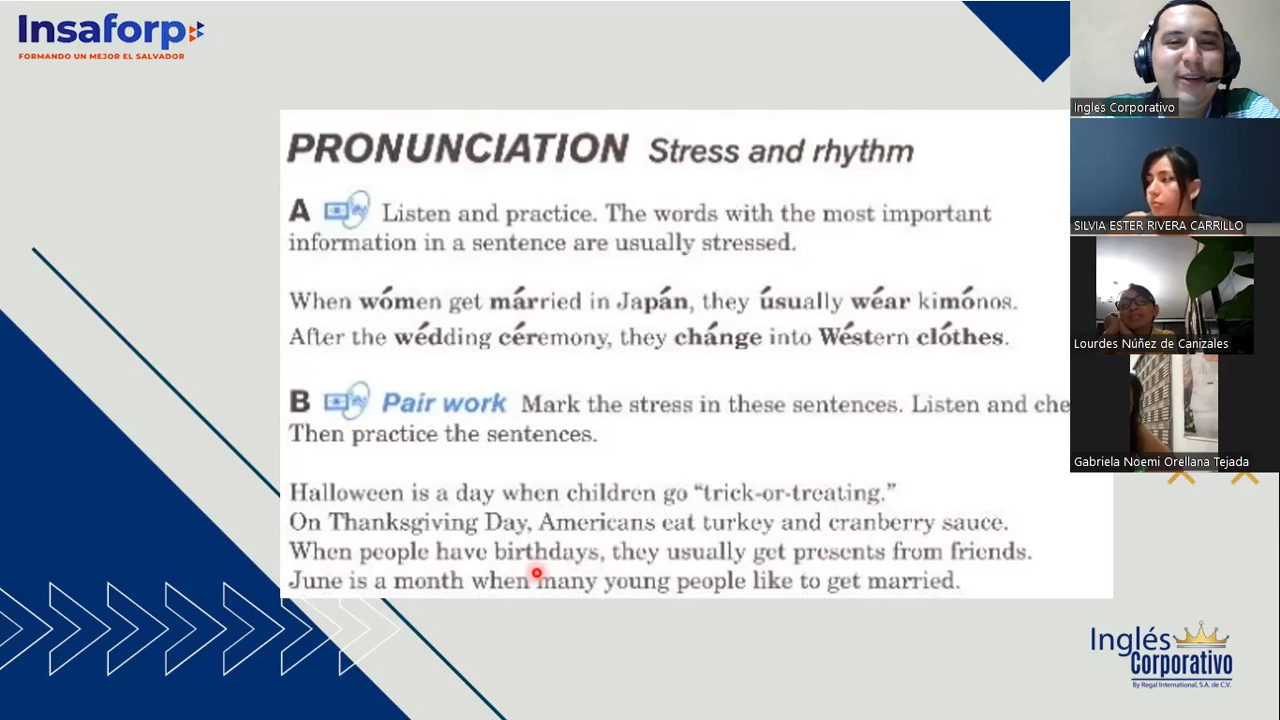 Insaforp
FORMANDO UN MEJOR EL SALVADOR
PRONUNCIATION Stress and rhythm
A Listen and practice. The words with the most important
information in a sentence are usually stressed.
When wómen get márried in Japán, they úsually wéar kimónos.
After the wédding céremony, they chánge into Wéstern clóthes.
B Pair work Mark the stress in these sentences. Listen and che
Then practice the sentences.
Halloween is a day when children go “trick-or-treating.”
On Thanksgiving Day, Americans eat turkey and cranberry sauce.
When people have birthdays, they usually get presents from friends.
June is a month when many young people like to get married.
Ingles Corporativo
SILVIA ESTER RIVERA CARRILLO
Lourdes Núñez de Canizales
Gabriela Noemi Orellana Tejada
Inglés
Corporativo
By Regal International, S.A. de C.V.